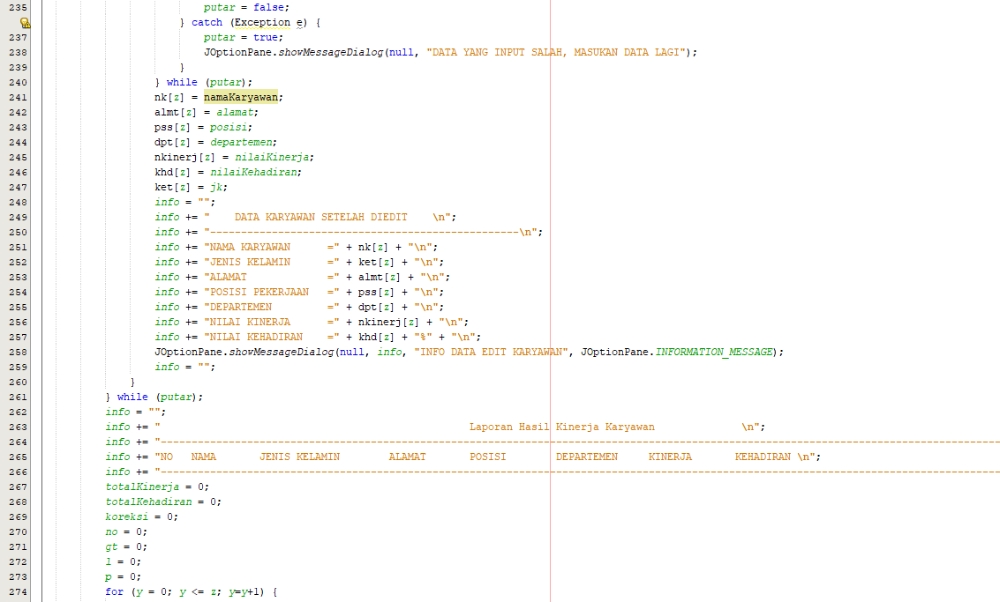 235 putar = false;
} catch (Exception e) {
237 putar = true;
238 JOptionPane.showMessageDialog(null, "DATA YANG INPUT SALAH, MASUKAN DATA LAGI");
239 }
240 } while (putar);
241 nk[z] = namaKaryawan;
242 almt[z] = alamat;
243 pss[z] = posisi;
244 dpt[z] = departemen;
245 nkinerj[z] = nilaiKinerja;
246 khd[z] = nilaiKehadiran;
247 ket[z] = jk;
248 info = "";
249 info += "    DATA KARYAWAN SETELAH DIEDIT    \n";
250 info += "--------------------------------------------------\n";
251 info += "NAMA KARYAWAN      =" + nk[z] + "\n";
252 info += "JENIS KELAMIN      =" + ket[z] + "\n";
253 info += "ALAMAT             =" + almt[z] + "\n";
254 info += "POSISI PEKERJAAN   =" + pss[z] + "\n";
255 info += "DEPARTEMEN         =" + dpt[z] + "\n";
256 info += "NILAI KINERJA      =" + nkinerj[z] + "\n";
257 info += "NILAI KEHADIRAN    =" + khd[z] + "%" + "\n";
258 JOptionPane.showMessageDialog(null, info, "INFO DATA EDIT KARYAWAN", JOptionPane.INFORMATION_MESSAGE);
259 info = "";
260 }
261 } while (putar);
262 info = "";
263 info += "                                                  Laporan Hasil Kinerja Karyawan              \n";
264 info += "----------------------------------------------------------------------------------------------------------------------------------------
265 info += "NO   NAMA       JENIS KELAMIN        ALAMAT       POSISI        DEPARTEMEN     KINERJA       KEHADIRAN \n";
266 info += "----------------------------------------------------------------------------------------------------------------------------------------
267 totalKinerja = 0;
268 totalKehadiran = 0;
269 koreksi = 0;
270 no = 0;
271 gt = 0;
272 l = 0;
273 p = 0;
274 for (y = 0; y <= z; y=y+1) {